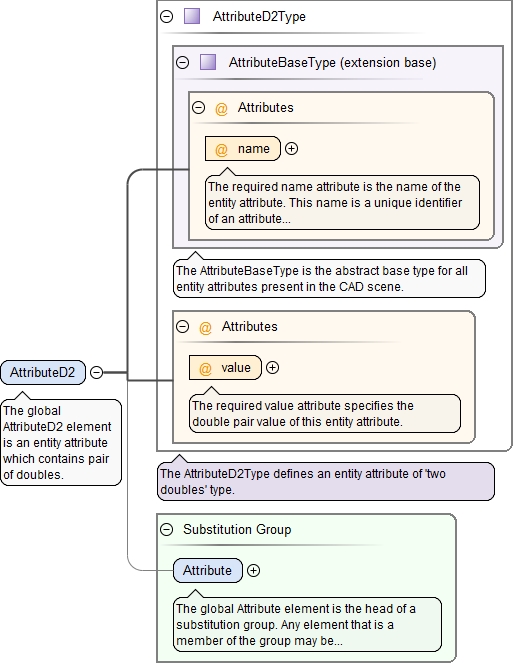 AttributeD2Type
AttributeBaseType (extension base)
@ Attributes
@ name
The required name attribute is the name of the
entity attribute. This name is a unique identifier
of an attribute...
The AttributeBaseType is the abstract base type for all
entity attributes present in the CAD scene.
@ Attributes
@ value
The required value attribute specifies the
double pair value of this entity attribute.
AttributeD2
The global
AttributeD2 element
is an entity attribute
which contains pair
of doubles.
The AttributeD2Type defines an entity attribute of 'two
doubles' type.
Substitution Group
Attribute
The global Attribute element is the head of a
substitution group. Any element that is a
member of the group may be...